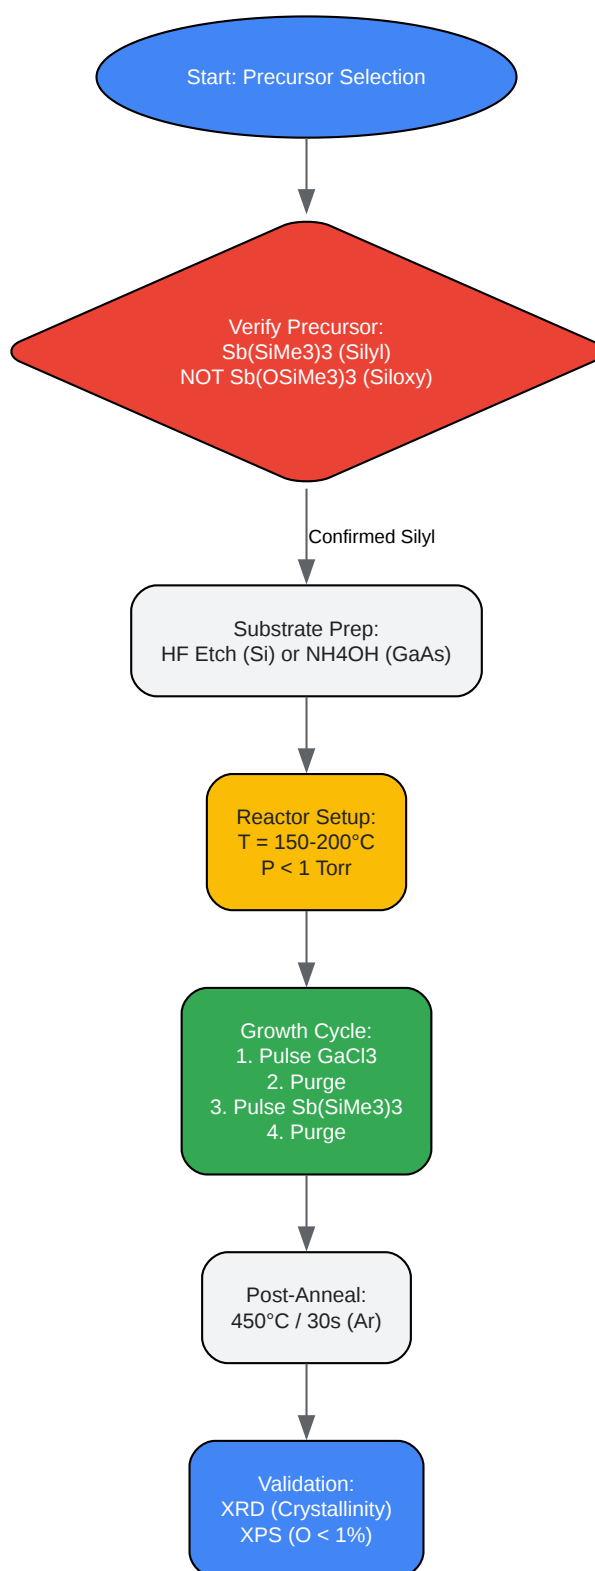 Start: Precursor Selection
Verify Precursor:
Sb(SiMe3)3 (Silyl)
NOT Sb(OSiMe3)3 (Siloxy)
Confirmed Silyl
Substrate Prep:
HF Etch (Si) or NH4OH (GaAs)
Reactor Setup:
T = 150-200°C
P < 1 Torr
Growth Cycle:
1. Pulse GaCl3
2. Purge
3. Pulse Sb(SiMe3)3
4. Purge
Post-Anneal:
450°C / 30s (Ar)
Validation:
XRD (Crystallinity)
XPS (O < 1%)